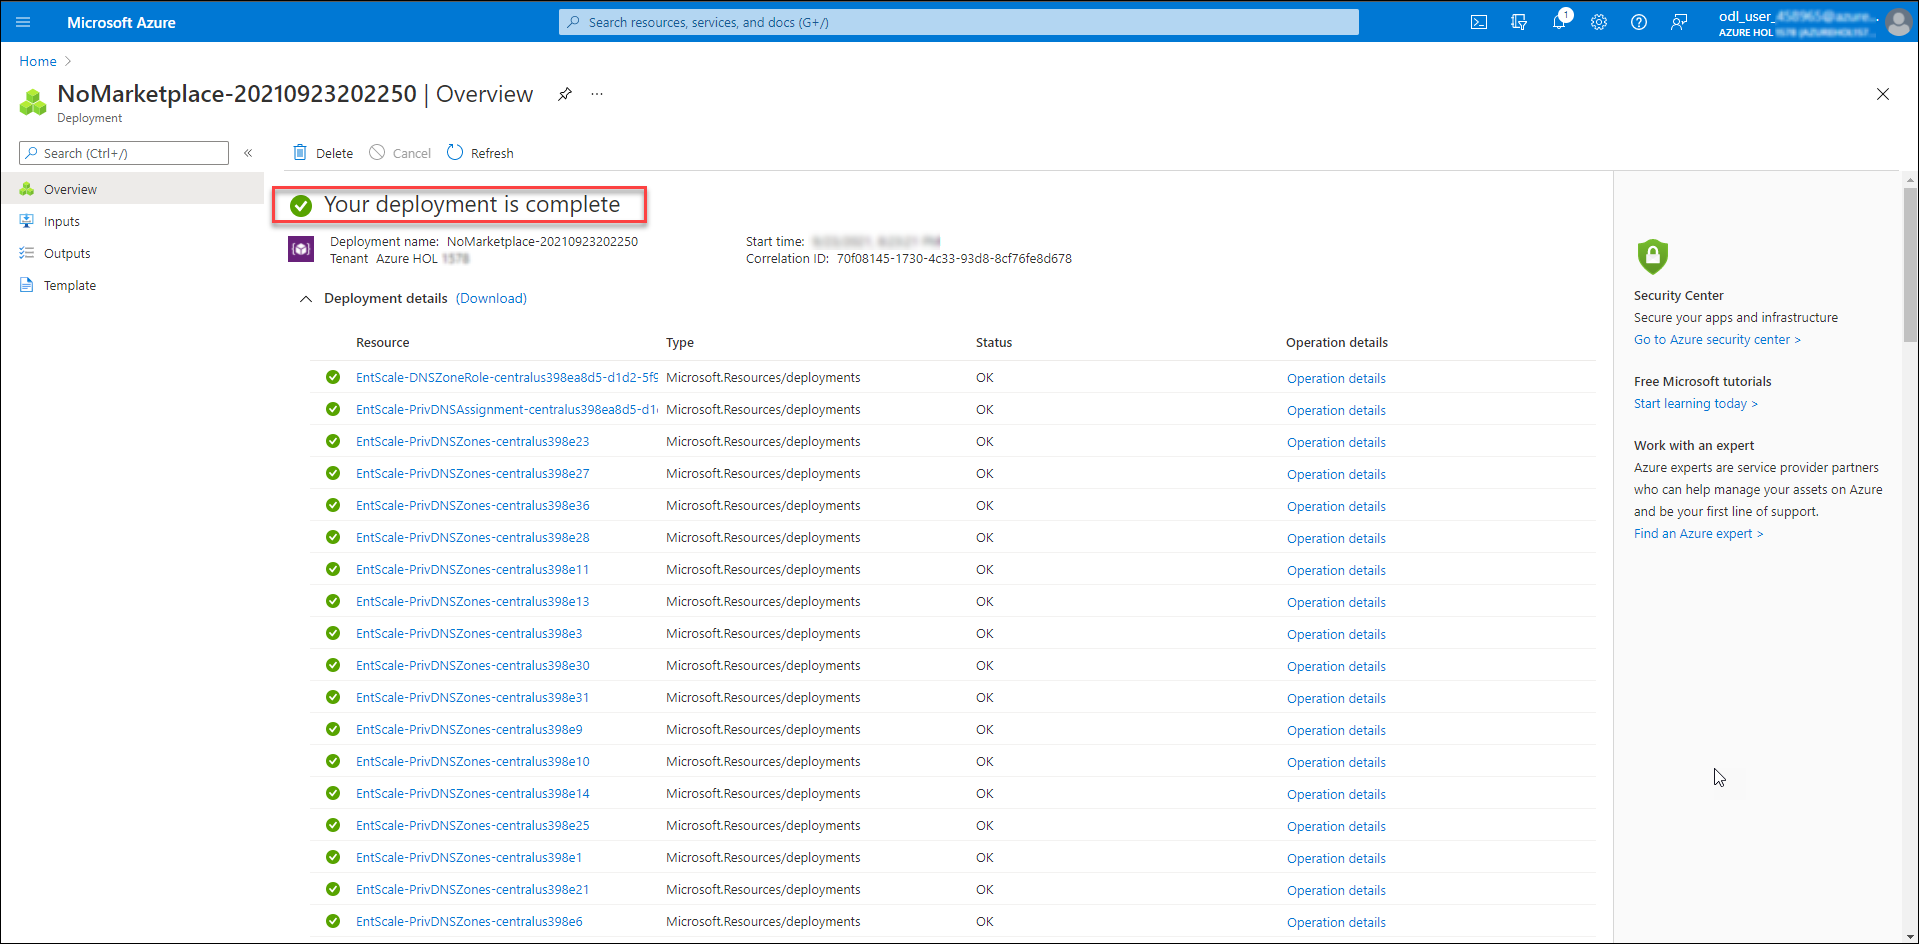 Microsoft Azure
Search resources, services, and docs (G+/)
1
odl_user_
AZURE HOL
Home
NoMarketplace-20210923202250 | Overview
...
Deployment
Search (Ctrl+/)
«
Delete
Cancel
Refresh
Overview
Inputs
Outputs
Template
Your deployment is complete
Deployment name: NoMarketplace-20210923202250
Tenant Azure HOL
Start time:
Correlation ID: 70f08145-1730-4c33-93d8-8cf76fe8d678
Deployment details (Download)
Resource Type Status Operation details
EntScale-DNSZoneRole-centralus398ea8d5-d1d2-5f9 Microsoft.Resources/deployments OK Operation details
EntScale-PrivDNSAssignment-centralus398ea8d5-d1 Microsoft.Resources/deployments OK Operation details
EntScale-PrivDNSZones-centralus398e23 Microsoft.Resources/deployments OK Operation details
EntScale-PrivDNSZones-centralus398e27 Microsoft.Resources/deployments OK Operation details
EntScale-PrivDNSZones-centralus398e36 Microsoft.Resources/deployments OK Operation details
EntScale-PrivDNSZones-centralus398e28 Microsoft.Resources/deployments OK Operation details
EntScale-PrivDNSZones-centralus398e11 Microsoft.Resources/deployments OK Operation details
EntScale-PrivDNSZones-centralus398e13 Microsoft.Resources/deployments OK Operation details
EntScale-PrivDNSZones-centralus398e3 Microsoft.Resources/deployments OK Operation details
EntScale-PrivDNSZones-centralus398e30 Microsoft.Resources/deployments OK Operation details
EntScale-PrivDNSZones-centralus398e31 Microsoft.Resources/deployments OK Operation details
EntScale-PrivDNSZones-centralus398e9 Microsoft.Resources/deployments OK Operation details
EntScale-PrivDNSZones-centralus398e10 Microsoft.Resources/deployments OK Operation details
EntScale-PrivDNSZones-centralus398e14 Microsoft.Resources/deployments OK Operation details
EntScale-PrivDNSZones-centralus398e25 Microsoft.Resources/deployments OK Operation details
EntScale-PrivDNSZones-centralus398e1 Microsoft.Resources/deployments OK Operation details
EntScale-PrivDNSZones-centralus398e21 Microsoft.Resources/deployments OK Operation details
EntScale-PrivDNSZones-centralus398e6 Microsoft.Resources/deployments OK Operation details
Security Center
Secure your apps and infrastructure
Go to Azure security center >
Free Microsoft tutorials
Start learning today >
Work with an expert
Azure experts are service provider partners
who can help manage your assets on Azure
and be your first line of support.
Find an Azure expert >